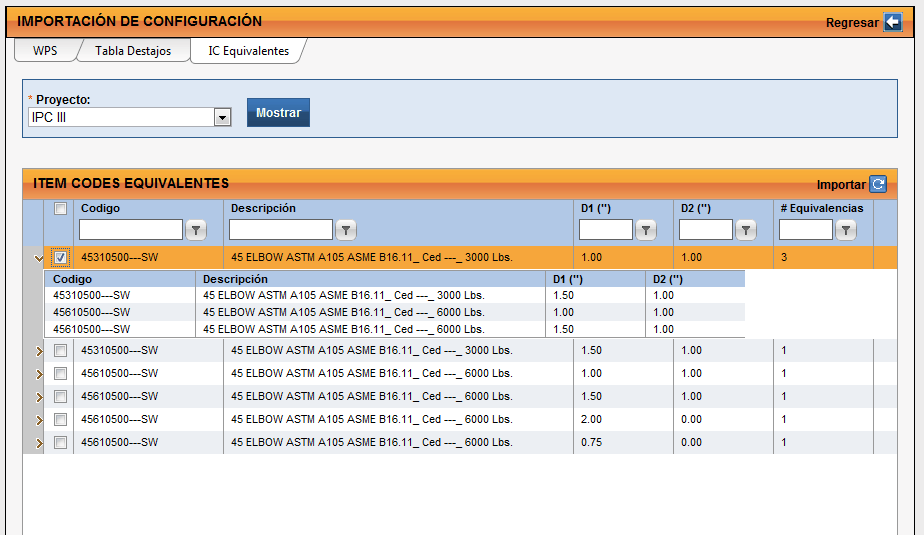 IMPORTACIÓN DE CONFIGURACIÓN Regresar
WPS Tabla Destajos IC Equivalentes
* Proyecto:
IPC III Mostrar
ITEM CODES EQUIVALENTES Importar
Codigo Descripción D1 (") D2 (") # Equivalencias
45310500---SW 45 ELBOW ASTM A105 ASME B16.11_ Ced ---_ 3000 Lbs. 1.00 1.00 3
Codigo Descripción D1 (") D2 (")
45310500---SW 45 ELBOW ASTM A105 ASME B16.11_ Ced ---_ 3000 Lbs. 1.50 1.00
45610500---SW 45 ELBOW ASTM A105 ASME B16.11_ Ced ---_ 6000 Lbs. 1.00 1.00
45610500---SW 45 ELBOW ASTM A105 ASME B16.11_ Ced ---_ 6000 Lbs. 1.50 1.00
45310500---SW 45 ELBOW ASTM A105 ASME B16.11_ Ced ---_ 3000 Lbs. 1.50 1.00 1
45610500---SW 45 ELBOW ASTM A105 ASME B16.11_ Ced ---_ 6000 Lbs. 1.00 1.00 1
45610500---SW 45 ELBOW ASTM A105 ASME B16.11_ Ced ---_ 6000 Lbs. 1.50 1.00 1
45610500---SW 45 ELBOW ASTM A105 ASME B16.11_ Ced ---_ 6000 Lbs. 2.00 0.00 1
45610500---SW 45 ELBOW ASTM A105 ASME B16.11_ Ced ---_ 6000 Lbs. 0.75 0.00 1